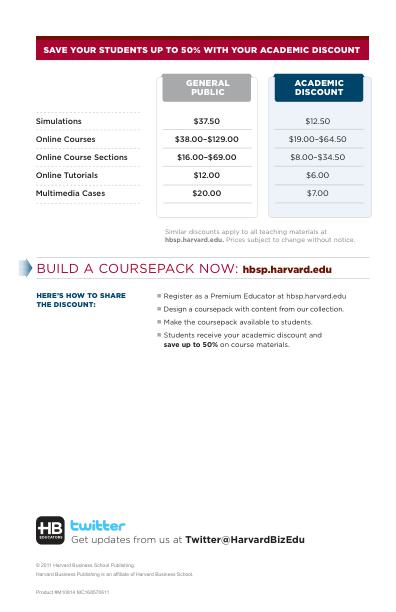 SAVE YOUR STUDENTS UP TO 50% WITH YOUR ACADEMIC DISCOUNT
GENERAL PUBLIC
ACADEMIC DISCOUNT
Simulations $37.50 $12.50
Online Courses $38.00–$129.00 $19.00–$64.50
Online Course Sections $16.00–$69.00 $8.00–$34.50
Online Tutorials $12.00 $6.00
Multimedia Cases $20.00 $7.00
Similar discounts apply to all teaching materials at
hbsp.harvard.edu. Prices subject to change without notice.
BUILD A COURSEPACK NOW: hbsp.harvard.edu
HERE'S HOW TO SHARE
THE DISCOUNT:
Register as a Premium Educator at hbsp.harvard.edu
Design a coursepack with content from our collection.
Make the coursepack available to students.
Students receive your academic discount and
save up to 50% on course materials.
HB
EDUCATORS
twitter
Get updates from us at Twitter@HarvardBizEdu
© 2011 Harvard Business School Publishing.
Harvard Business Publishing is an affiliate of Harvard Business School.
Product #M10614 MC160570611